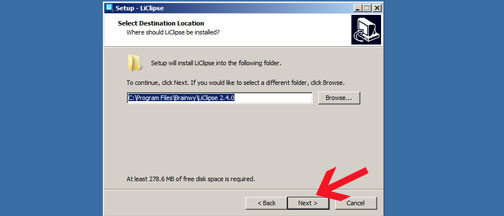 Setup - LiClipse
Select Destination Location
Where should LiClipse be installed?
Setup will install LiClipse into the following folder.
To continue, click Next. If you would like to select a different folder, click Browse.
C:\Program Files\Brainwy\LiClipse 2.4.0
Browse...
At least 278.6 MB of free disk space is required.
< Back
Next >
Cancel